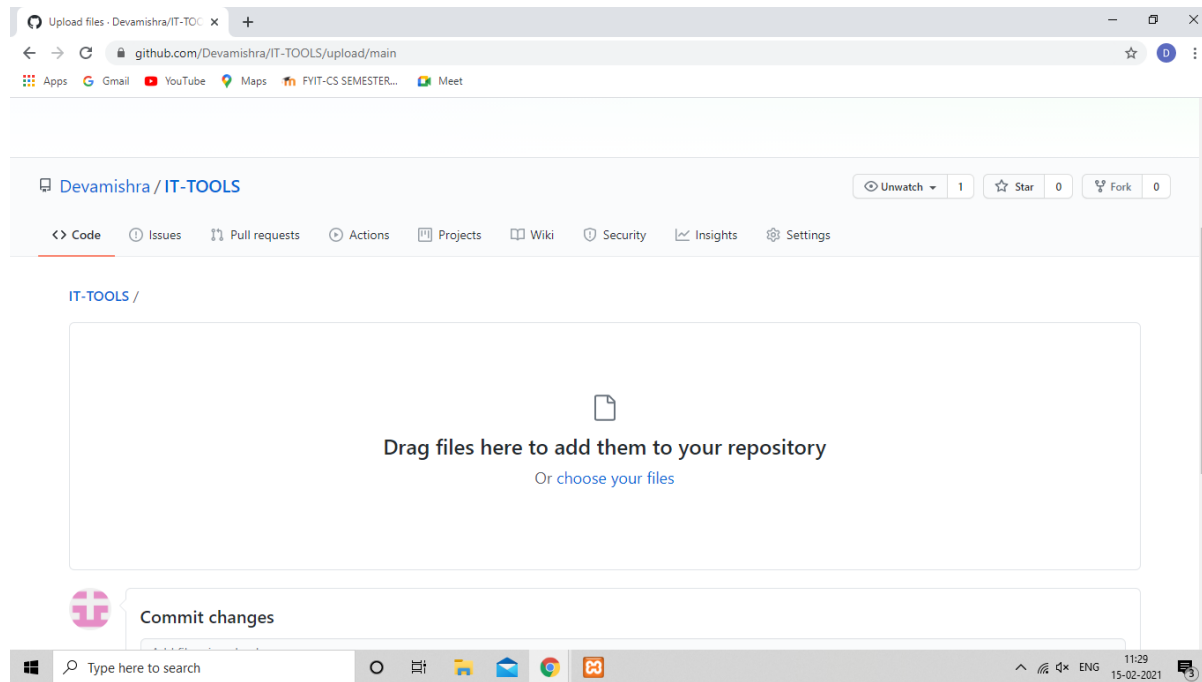 Upload files · Devamishra/IT-TOO
github.com/Devamishra/IT-TOOLS/upload/main
D
Apps Gmail YouTube Maps FYIT-CS SEMESTER... Meet
Devamishra / IT-TOOLS
Unwatch 1 Star 0 Fork 0
<> Code Issues Pull requests Actions Projects Wiki Security Insights Settings
IT-TOOLS /
Drag files here to add them to your repository
Or choose your files
Commit changes
Type here to search
ENG 11:29
15-02-2021
3